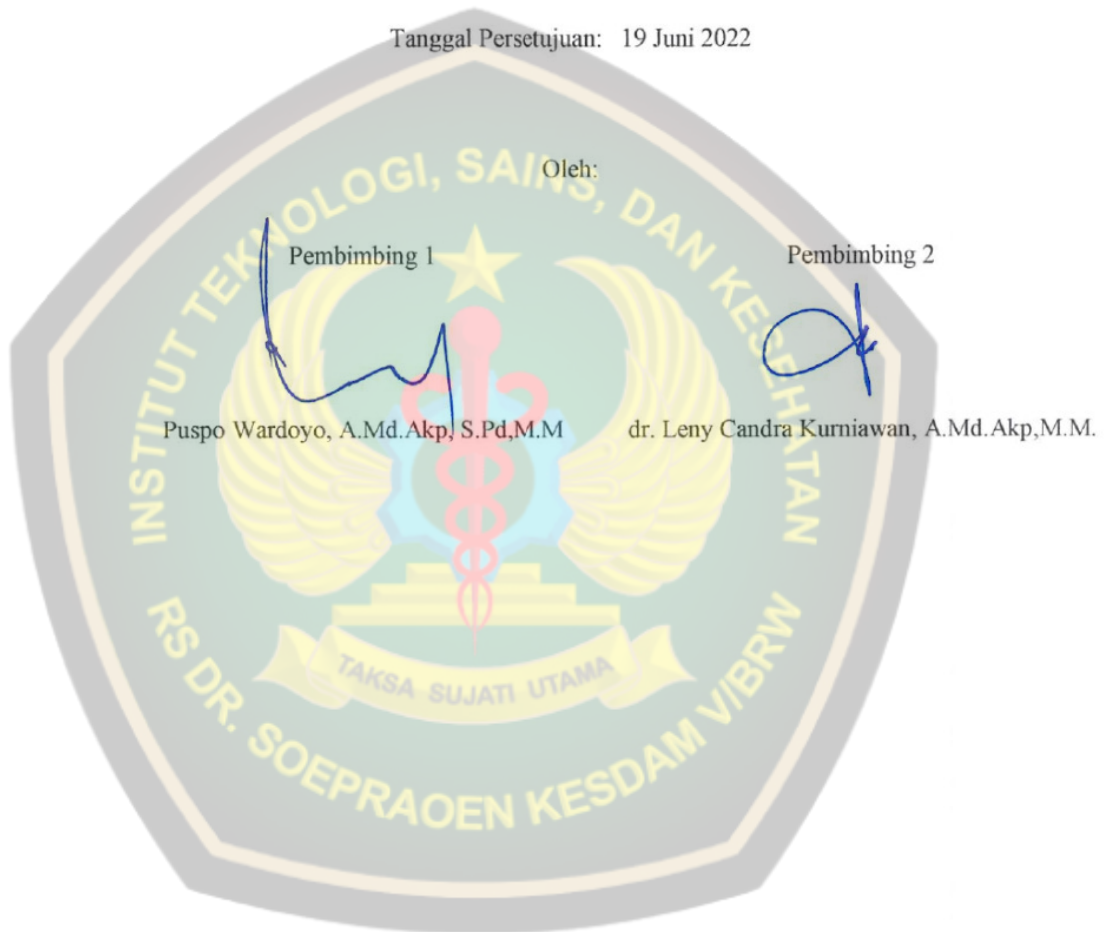 Tanggal Persetujuan: 19 Juni 2022
Oleh:
Pembimbing 1
Pembimbing 2
Puspo Wardoyo, A.Md.Akp, S.Pd,M.M
dr. Leny Candra Kurniawan, A.Md.Akp,M.M.
INSTITUT TEKNOLOGI, SAINS, DAN KESEHATAN
TAKSA SUJATI UTAMA
RS DR. SOEPRAOEN KESDAM V/BRW